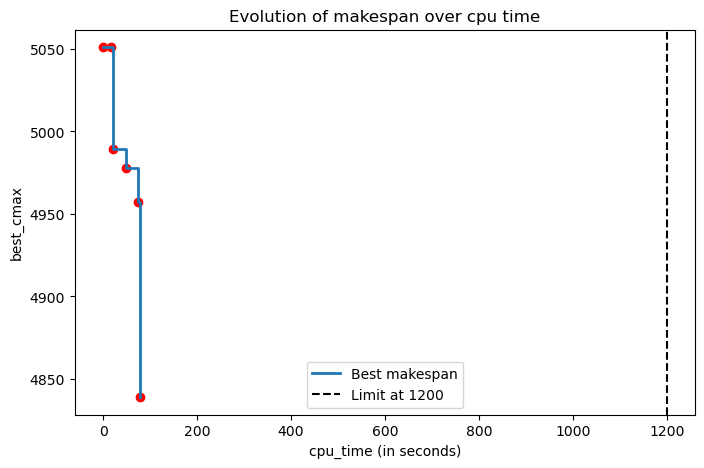 Evolution of makespan over cpu time
5050
5000
4950
4900
4850
best_cmax
0
200
400
600
800
1000
1200
cpu_time (in seconds)
Best makespan
Limit at 1200